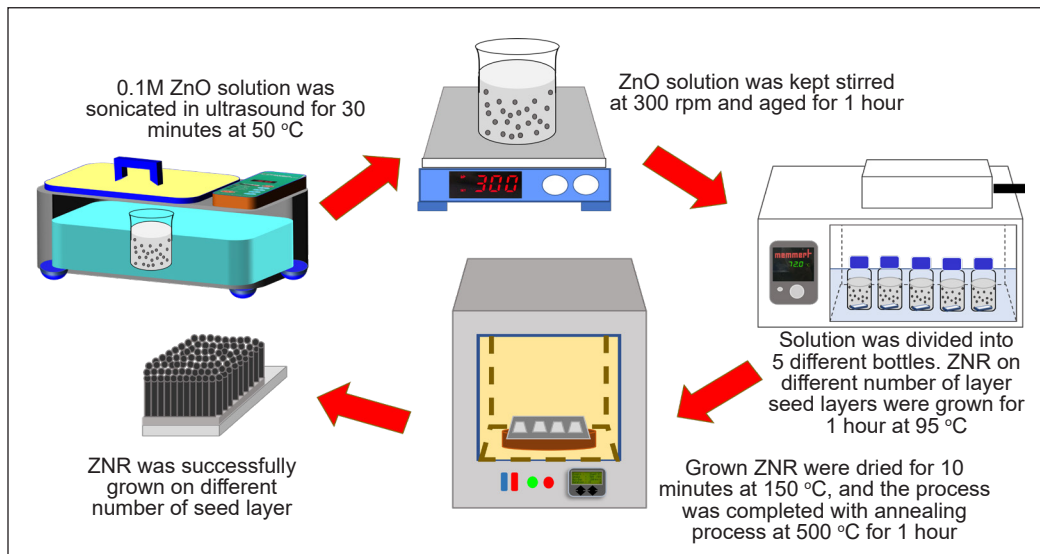 0.1M ZnO solution was
sonicated in ultrasound for 30
minutes at 50 °C
ZnO solution was kept stirred
at 300 rpm and aged for 1 hour
300
mammert
72.0
Solution was divided into
5 different bottles. ZNR on
different number of layer
seed layers were grown for
1 hour at 95 °C
Grown ZNR were dried for 10
minutes at 150 °C, and the process
was completed with annealing
process at 500 °C for 1 hour
ZNR was successfully
grown on different
number of seed layer